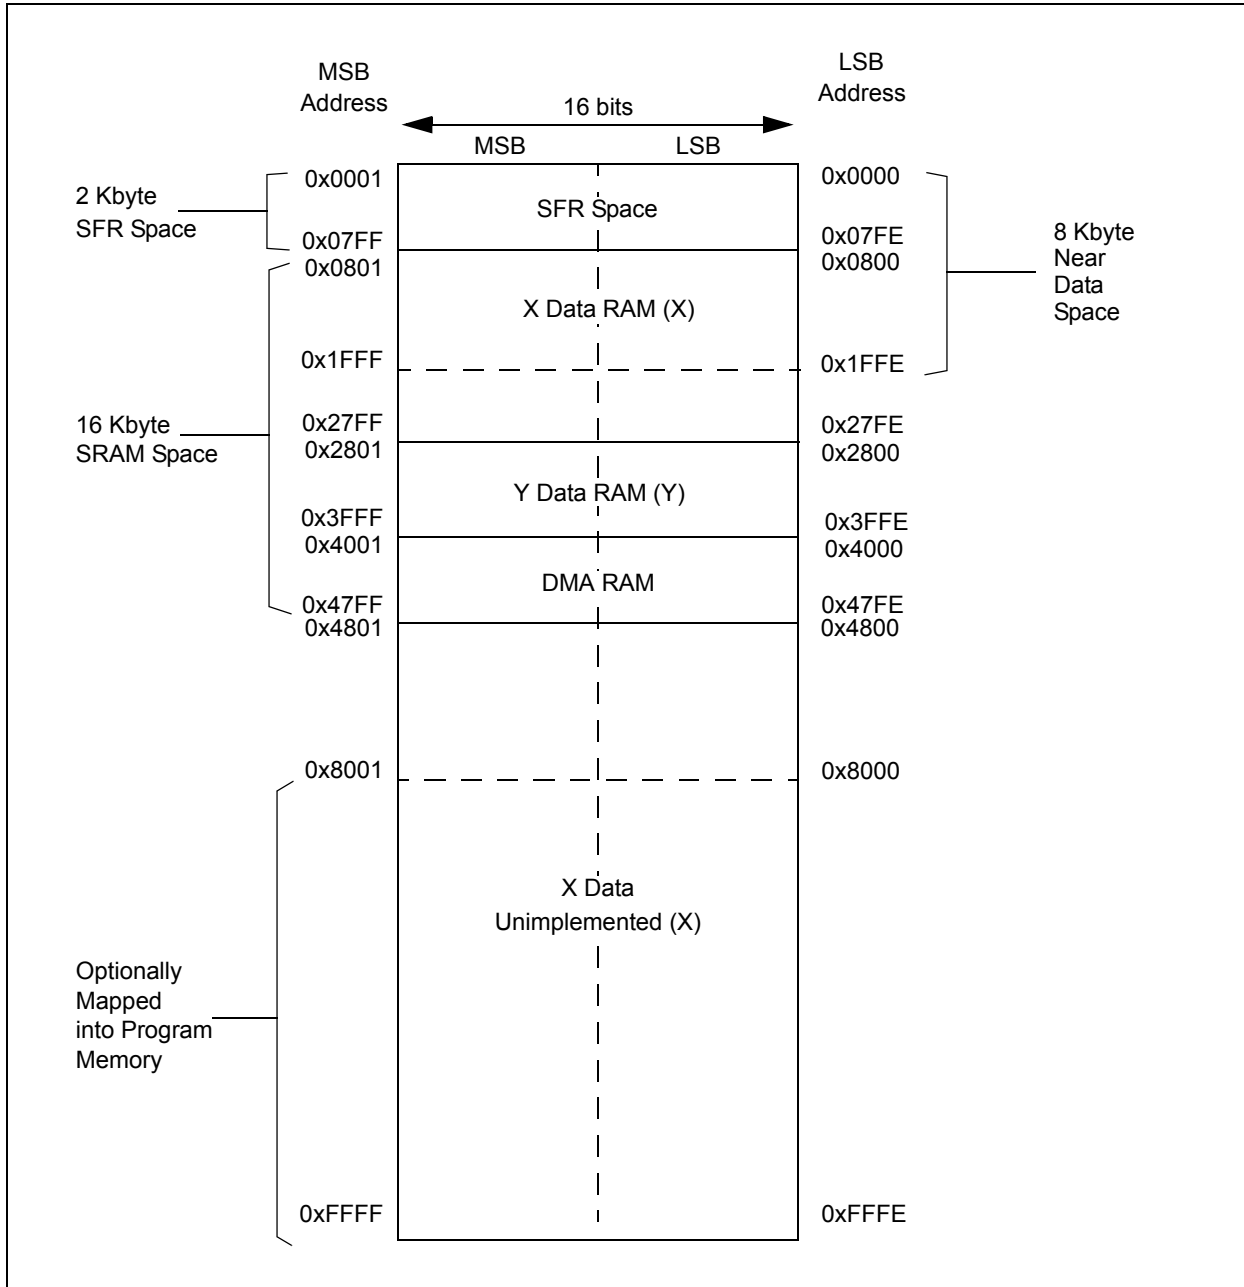 MSB
Address
LSB
Address
16 bits
MSB
LSB
2 Kbyte
SFR Space
0x0001
SFR Space
0x0000
0x07FF
0x07FE
0x0801
0x0800
8 Kbyte
Near
Data
Space
X Data RAM (X)
0x1FFF
0x1FFE
16 Kbyte
SRAM Space
0x27FF
0x27FE
0x2801
0x2800
Y Data RAM (Y)
0x3FFF
0x3FFE
0x4001
0x4000
DMA RAM
0x47FF
0x47FE
0x4801
0x4800
0x8001
0x8000
X Data
Unimplemented (X)
Optionally
Mapped
into Program
Memory
0xFFFF
0xFFFE